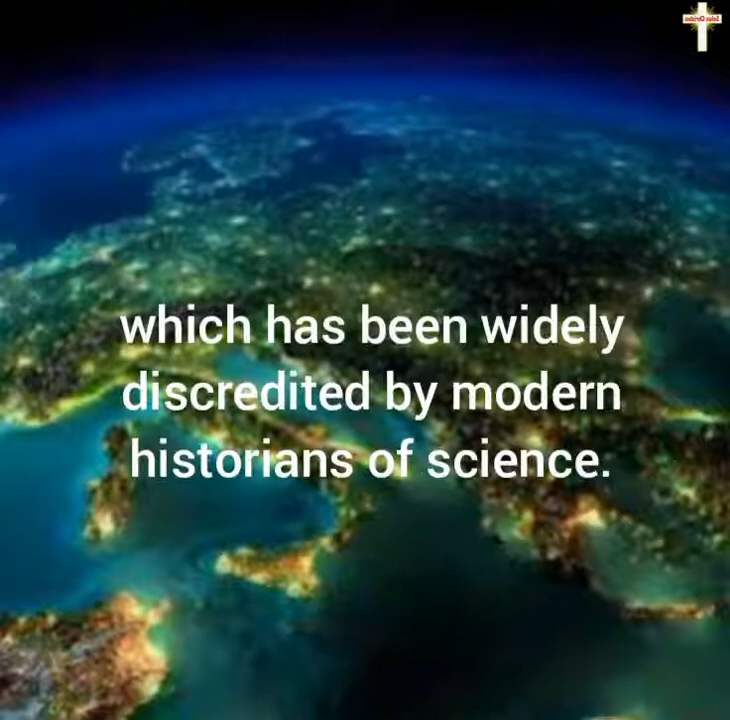 which has been widely
discredited by modern
historians of science.